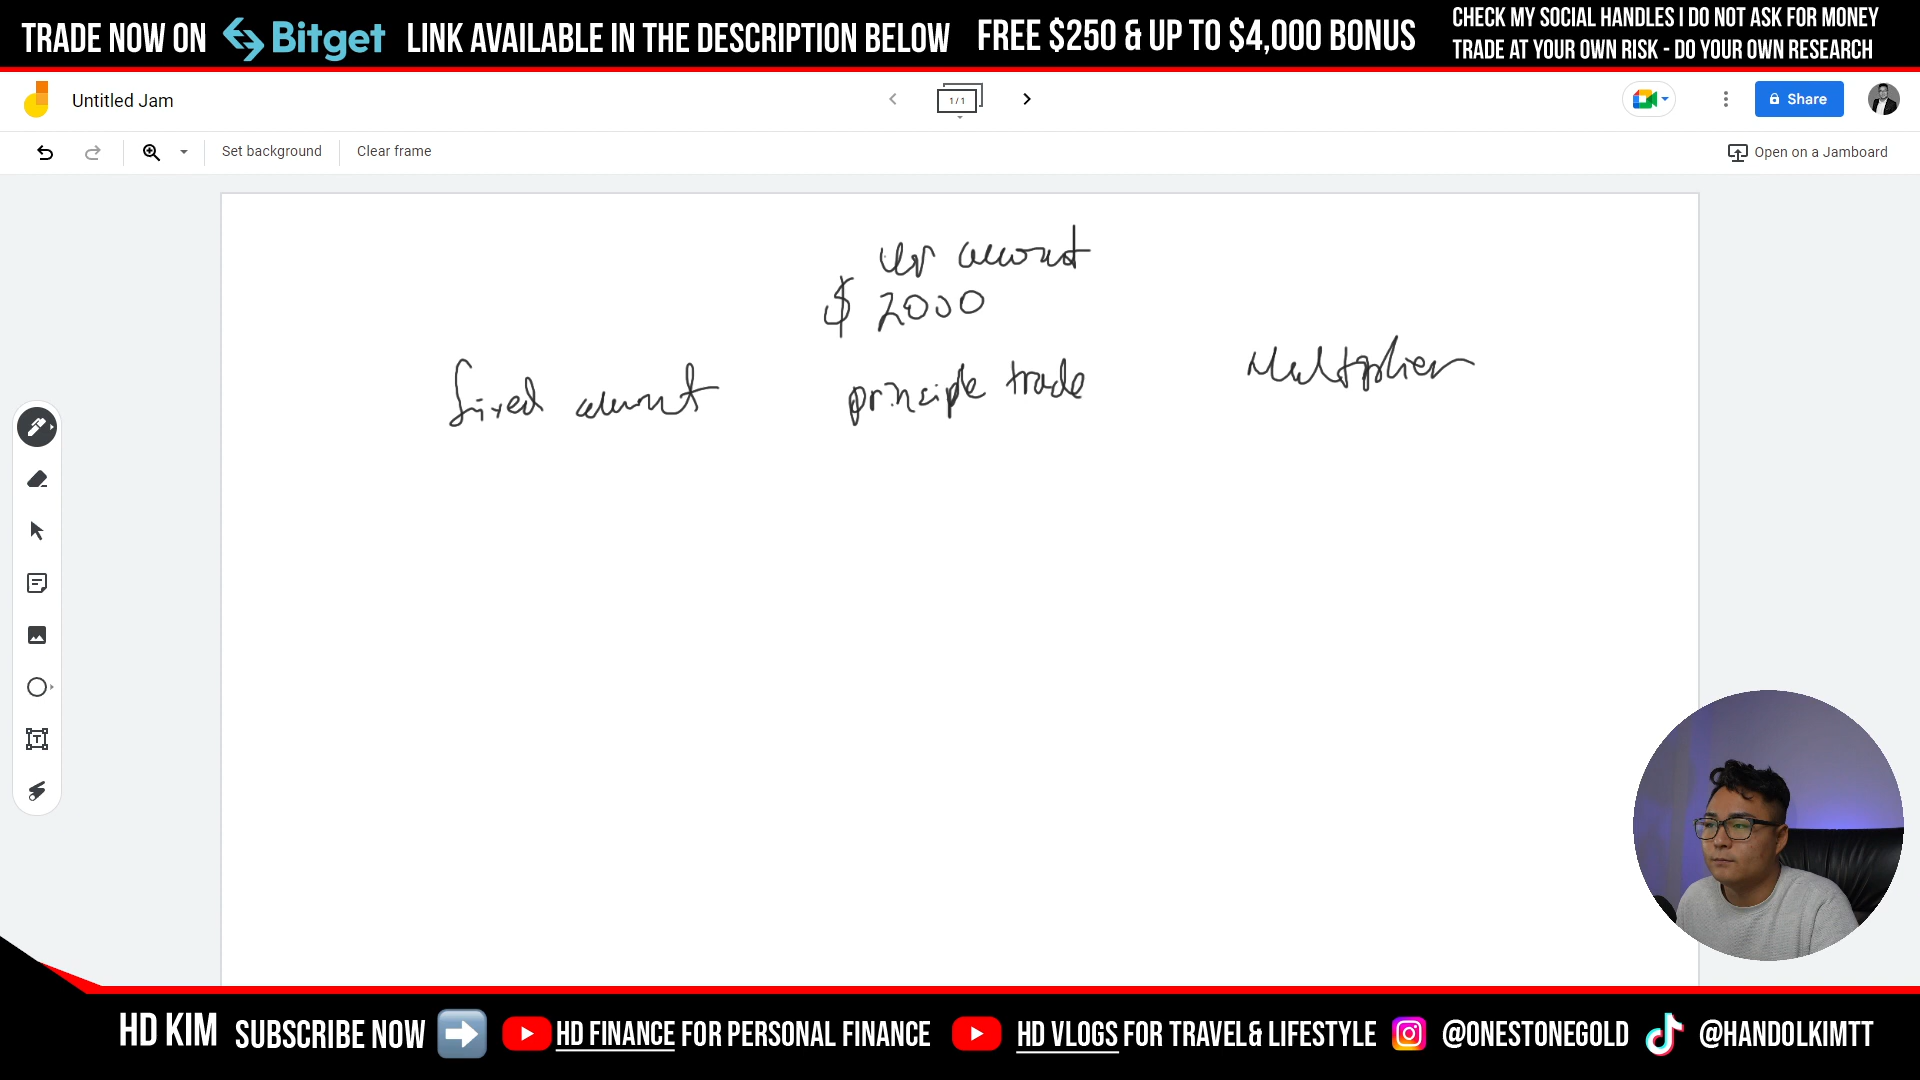 TRADE NOW ON Bitget LINK AVAILABLE IN THE DESCRIPTION BELOW FREE $250 & UP TO $4,000 BONUS
CHECK MY SOCIAL HANDLES I DO NOT ASK FOR MONEY
TRADE AT YOUR OWN RISK - DO YOUR OWN RESEARCH
Untitled Jam
1 / 1
Share
Set background
Clear frame
Open on a Jamboard
amount
$ 2000
fixed amount
principle trade
Multiplier
HD KIM SUBSCRIBE NOW HD FINANCE FOR PERSONAL FINANCE HD VLOGS FOR TRAVEL& LIFESTYLE @ONESTONEGOLD @HANDOLKIMTT